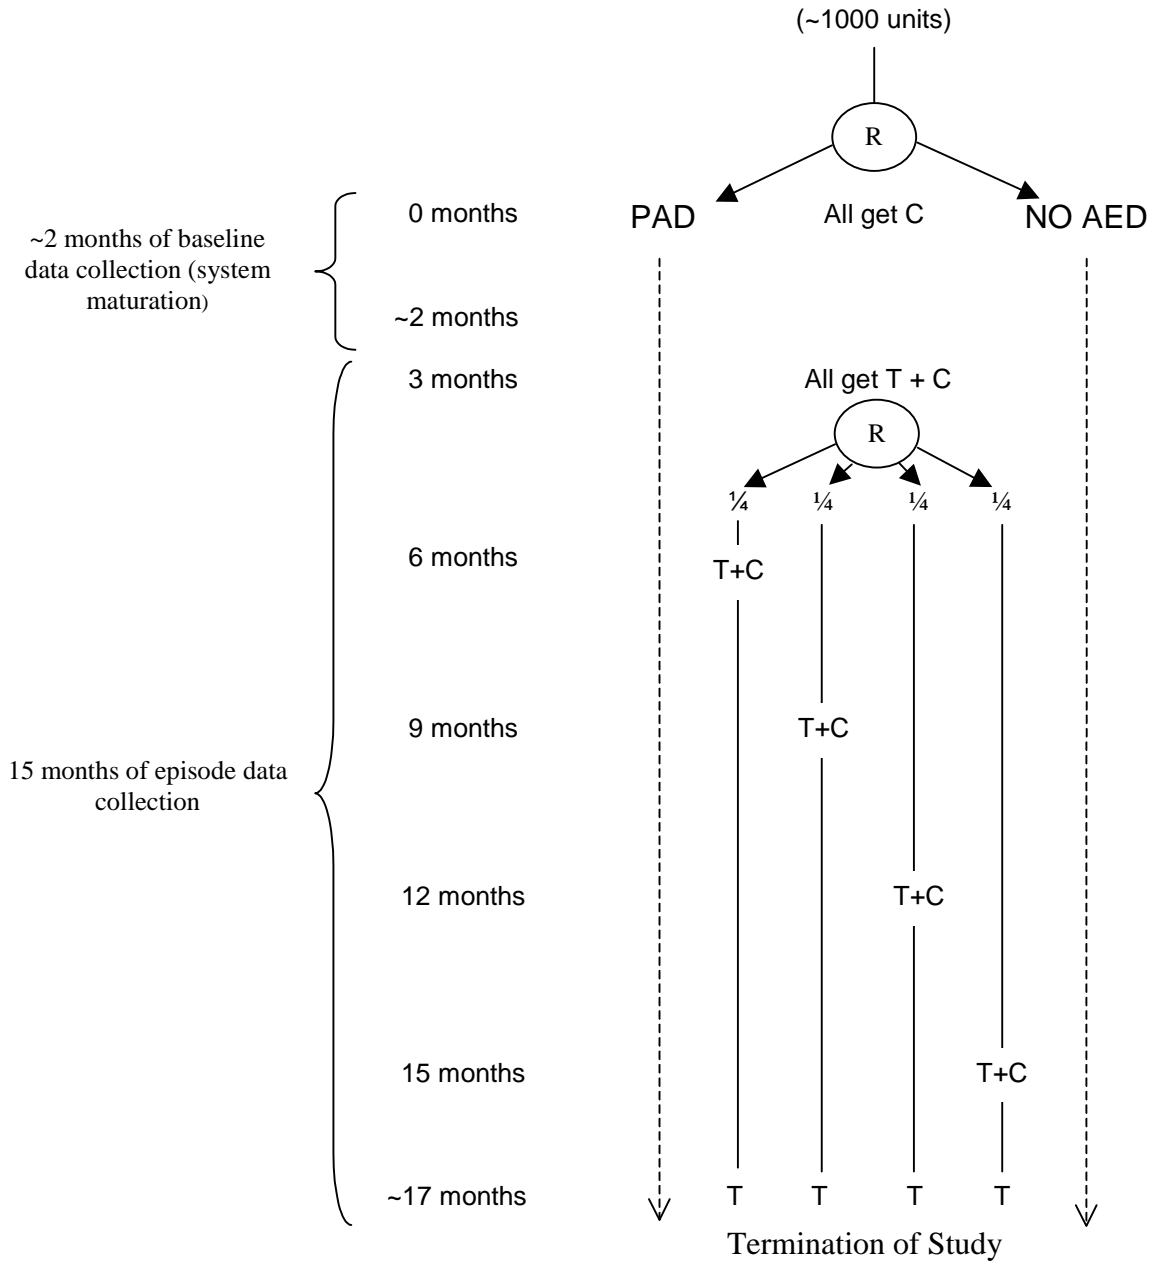 (~1000 units)
R
0 months
PAD
All get C
NO AED
~2 months of baseline
data collection (system
maturation)
~2 months
3 months
All get T + C
R
¼ ¼ ¼ ¼
6 months
T+C
9 months
T+C
15 months of episode data
collection
12 months
T+C
15 months
T+C
~17 months
T T T T
Termination of Study